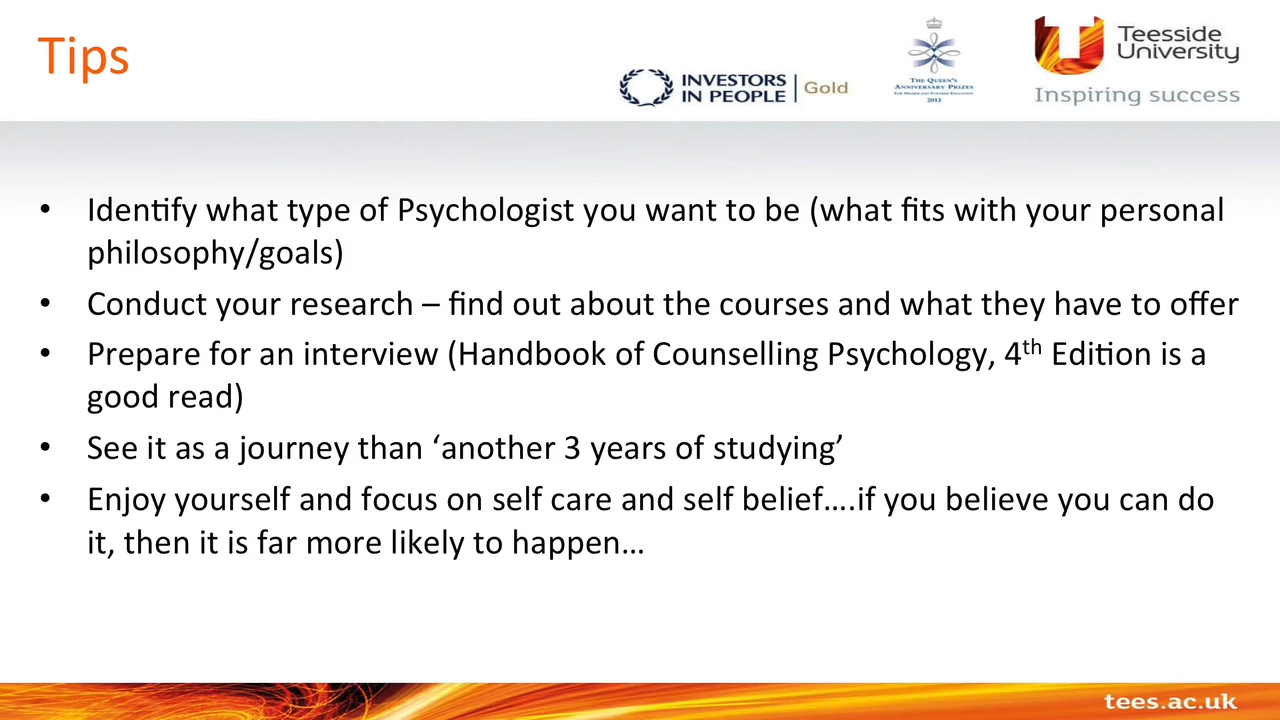 Tips
INVESTORS
IN PEOPLE
Gold
THE QUEEN'S
ANNIVERSARY PRIZES
FOR HIGHER AND FURTHER EDUCATION
2013
Teesside
University
Inspiring success
• Identify what type of Psychologist you want to be (what fits with your personal
philosophy/goals)
• Conduct your research – find out about the courses and what they have to offer
• Prepare for an interview (Handbook of Counselling Psychology, 4th Edition is a
good read)
• See it as a journey than ‘another 3 years of studying’
• Enjoy yourself and focus on self care and self belief….if you believe you can do
it, then it is far more likely to happen…
tees.ac.uk